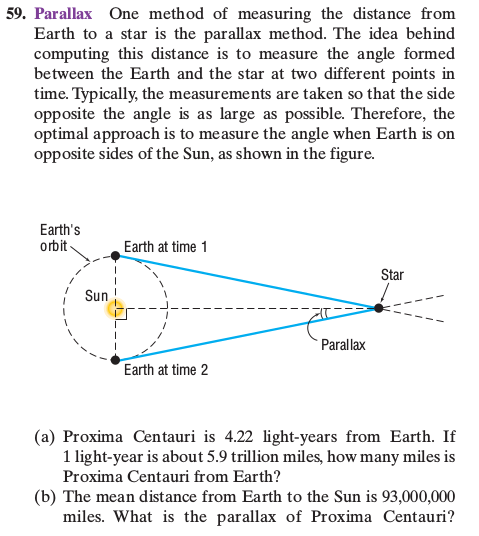 59. Parallax One method of measuring the distance from
Earth to a star is the parallax method. The idea behind
computing this distance is to measure the angle formed
between the Earth and the star at two different points in
time. Typically, the measurements are taken so that the side
opposite the angle is as large as possible. Therefore, the
optimal approach is to measure the angle when Earth is on
opposite sides of the Sun, as shown in the figure.
Earth's
orbit
Earth at time 1
Star
Sun
Parallax
Earth at time 2
(a) Proxima Centauri is 4.22 light-years from Earth. If
1 light-year is about 5.9 trillion miles, how many miles is
Proxima Centauri from Earth?
(b) The mean distance from Earth to the Sun is 93,000,000
miles. What is the parallax of Proxima Centauri?